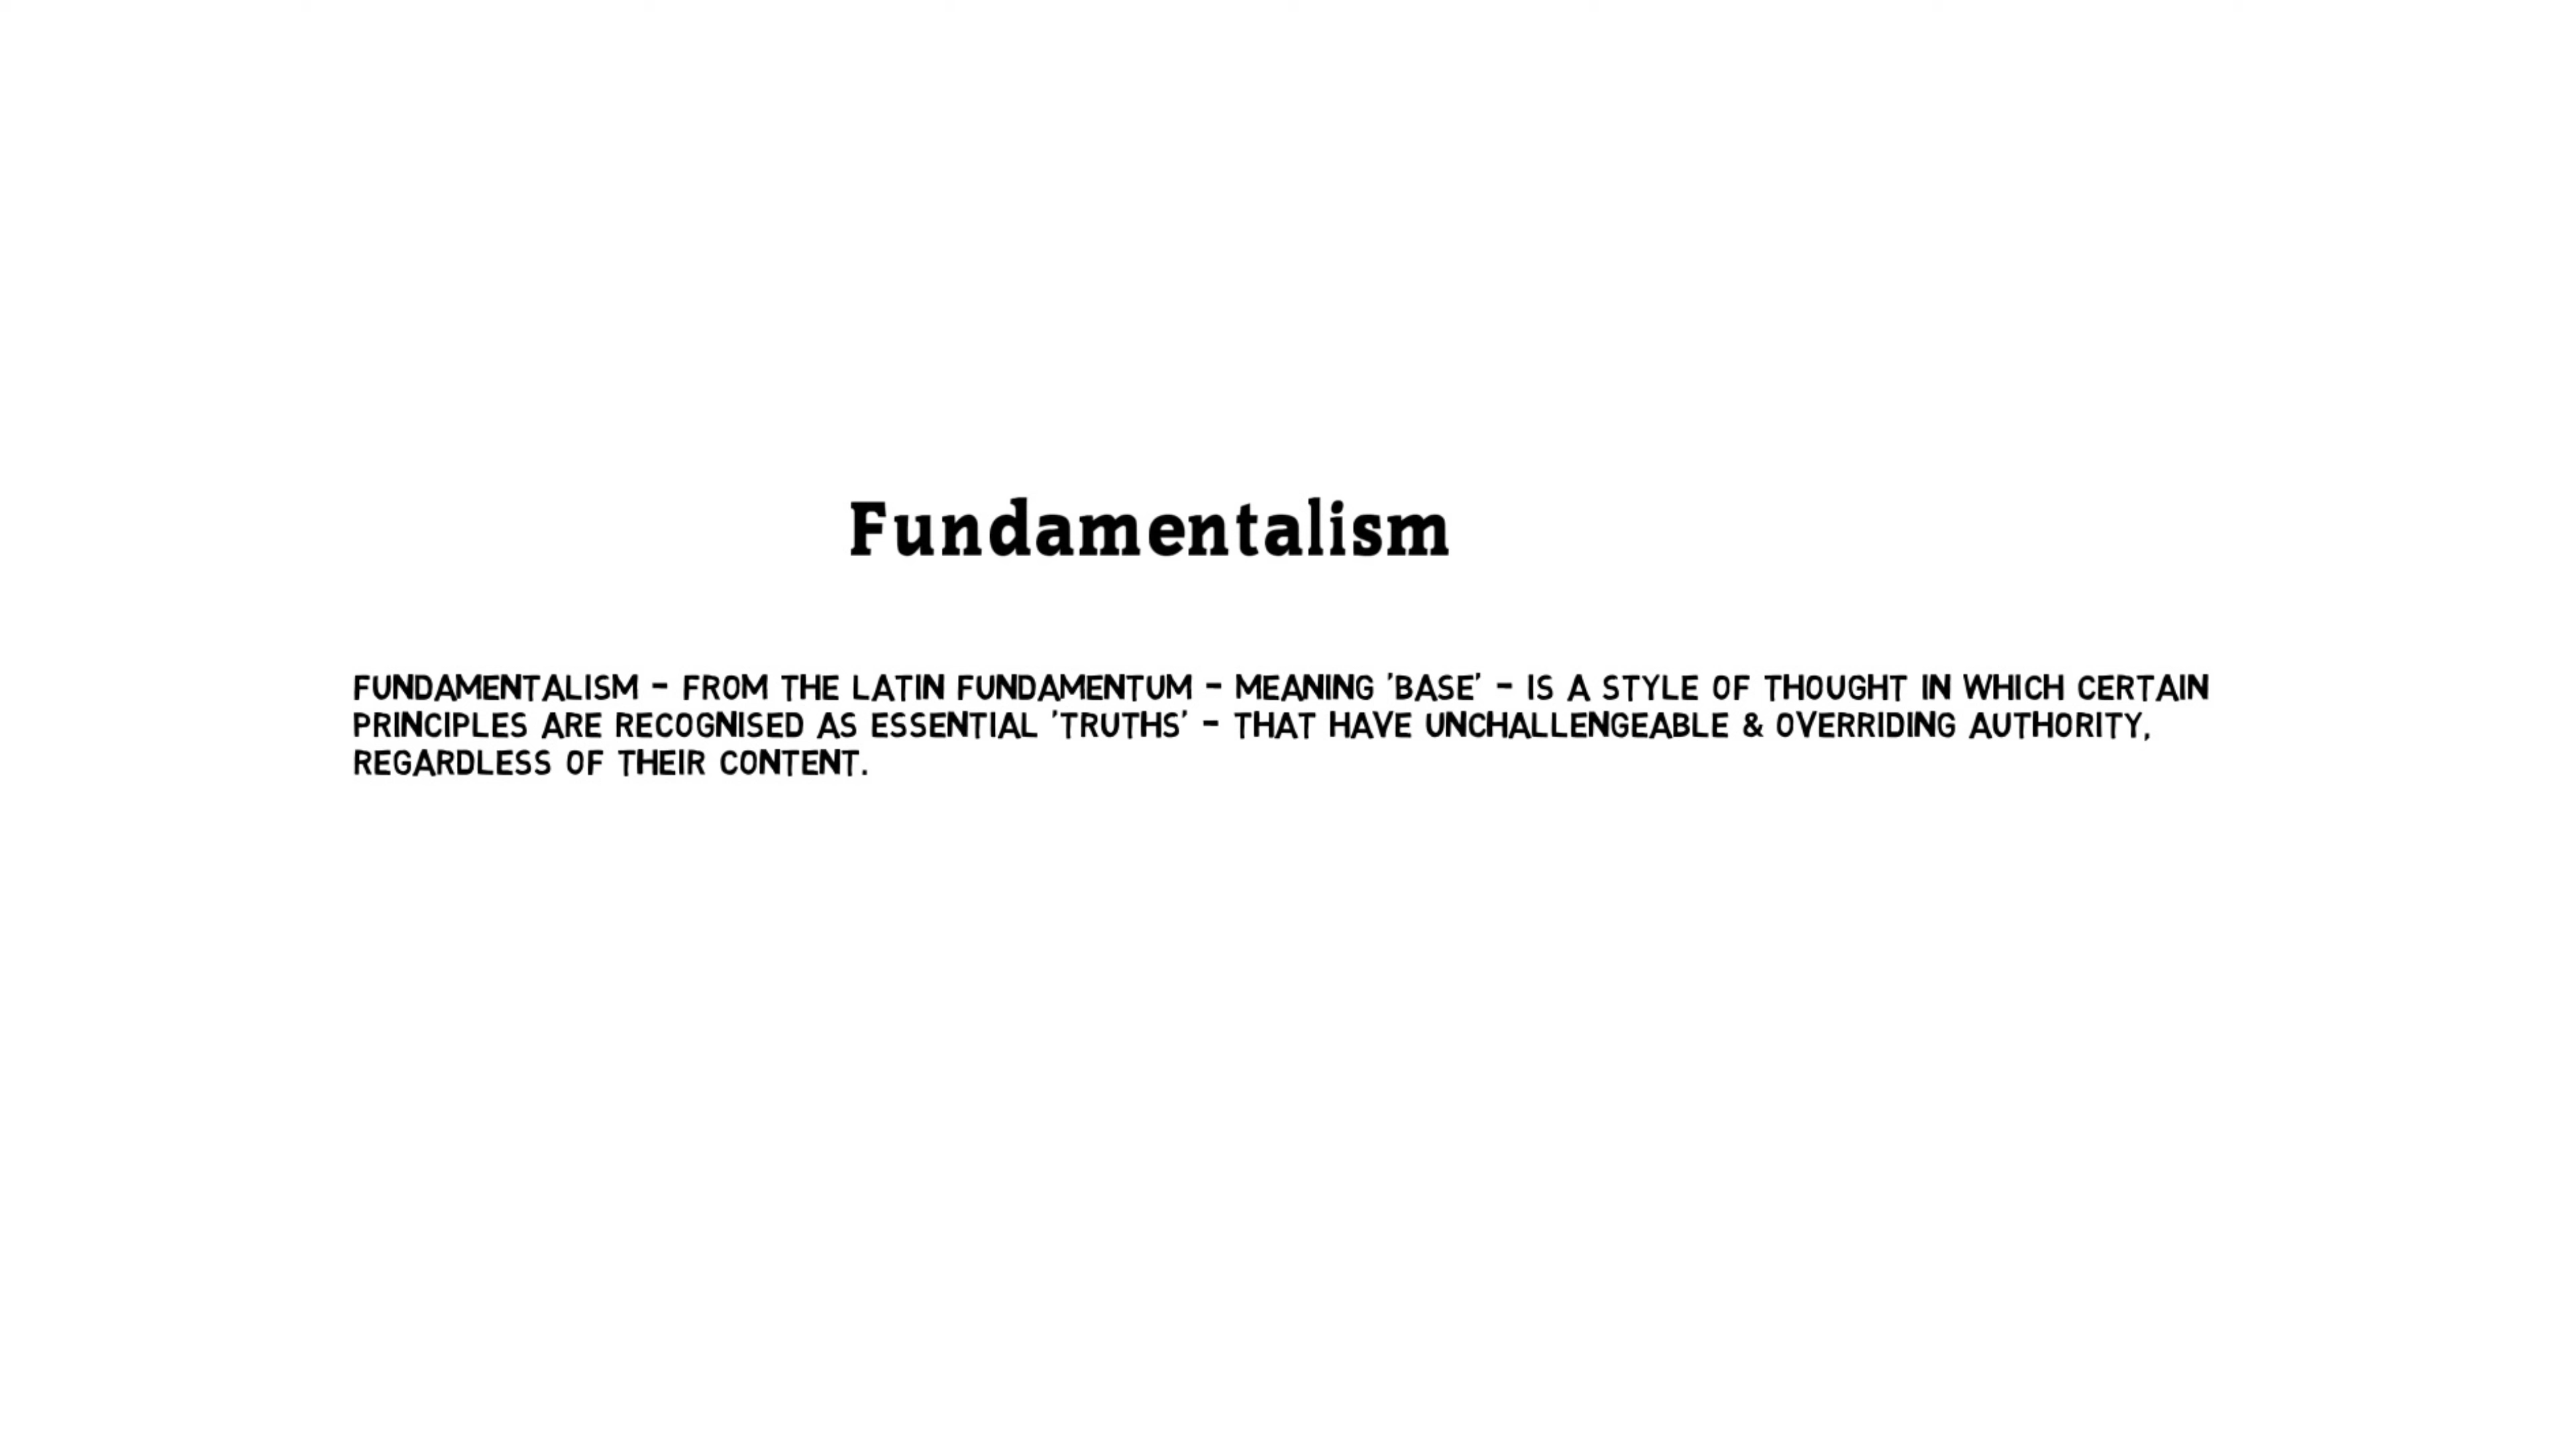 Fundamentalism
FUNDAMENTALISM - FROM THE LATIN FUNDAMENTUM - MEANING 'BASE' - IS A STYLE OF THOUGHT IN WHICH CERTAIN
PRINCIPLES ARE RECOGNISED AS ESSENTIAL 'TRUTHS' - THAT HAVE UNCHALLENGEABLE & OVERRIDING AUTHORITY,
REGARDLESS OF THEIR CONTENT.